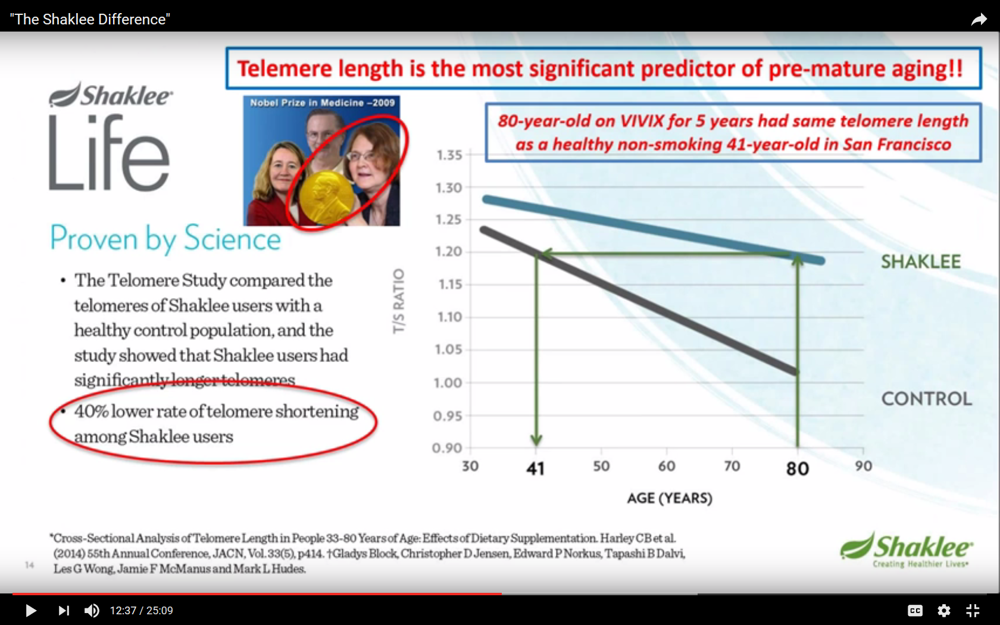 "The Shaklee Difference"
Telemere length is the most significant predictor of pre-mature aging!!
Shaklee
Life
Nobel Prize in Medicine –2009
80-year-old on VIVIX for 5 years had same telomere length
as a healthy non-smoking 41-year-old in San Francisco
Proven by Science
• The Telomere Study compared the
telomeres of Shaklee users with a
healthy control population, and the
study showed that Shaklee users had
significantly longer telomeres
• 40% lower rate of telomere shortening
among Shaklee users
T/S RATIO
1.35
1.30
1.25
1.20
1.15
1.10
1.05
1.00
0.95
0.90
30 41 50 60 70 80 90
AGE (YEARS)
SHAKLEE
CONTROL
*Cross-Sectional Analysis of Telomere Length in People 33-80 Years of Age: Effects of Dietary Supplementation. Harley CB et al.
(2014) 55th Annual Conference, JACN, Vol. 33(5), p414. †Gladys Block, Christopher D Jensen, Edward P Norkus, Tapashi B Dalvi,
Les G Wong, Jamie F McManus and Mark L Hudes.
14
Shaklee
Creating Healthier Lives®
12:37 / 25:09
CC